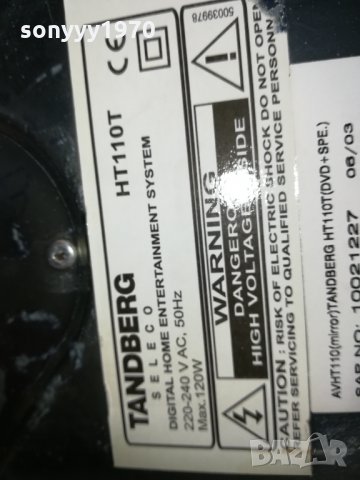 sonyyy1970
TANDBERG HT110T
SELECO
DIGITAL HOME ENTERTAINMENT SYSTEM
220-240 V AC, 50Hz
Max.120W
50039978
WARNING
DANGEROUS
HIGH VOLTAGE INSIDE
CAUTION : RISK OF ELECTRIC SHOCK DO NOT OPEN
REFER SERVICING TO QUALIFIED SERVICE PERSONN
AVHT110(mirror)TANDBERG HT110T(DVD+SPE.)
10021227 06/03
BAZAR